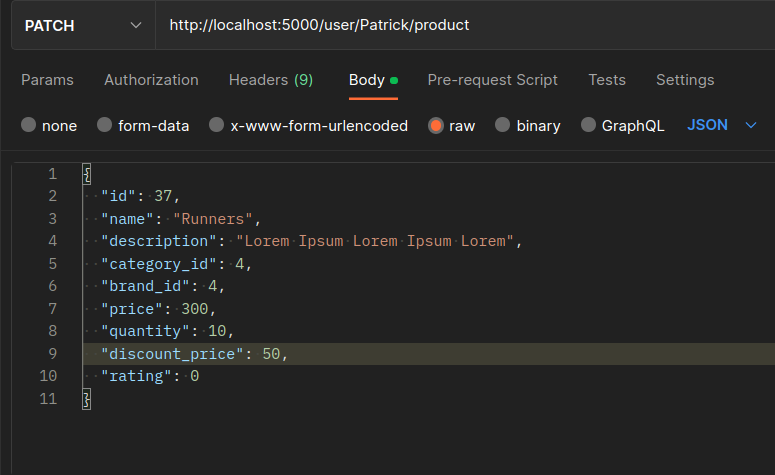 PATCH http://localhost:5000/user/Patrick/product
Params Authorization Headers (9) Body Pre-request Script Tests Settings
none form-data x-www-form-urlencoded raw binary GraphQL JSON
1 {
2 "id": 37,
3 "name": "Runners",
4 "description": "Lorem Ipsum Lorem Ipsum Lorem",
5 "category_id": 4,
6 "brand_id": 4,
7 "price": 300,
8 "quantity": 10,
9 "discount_price": 50,
10 "rating": 0
11 }